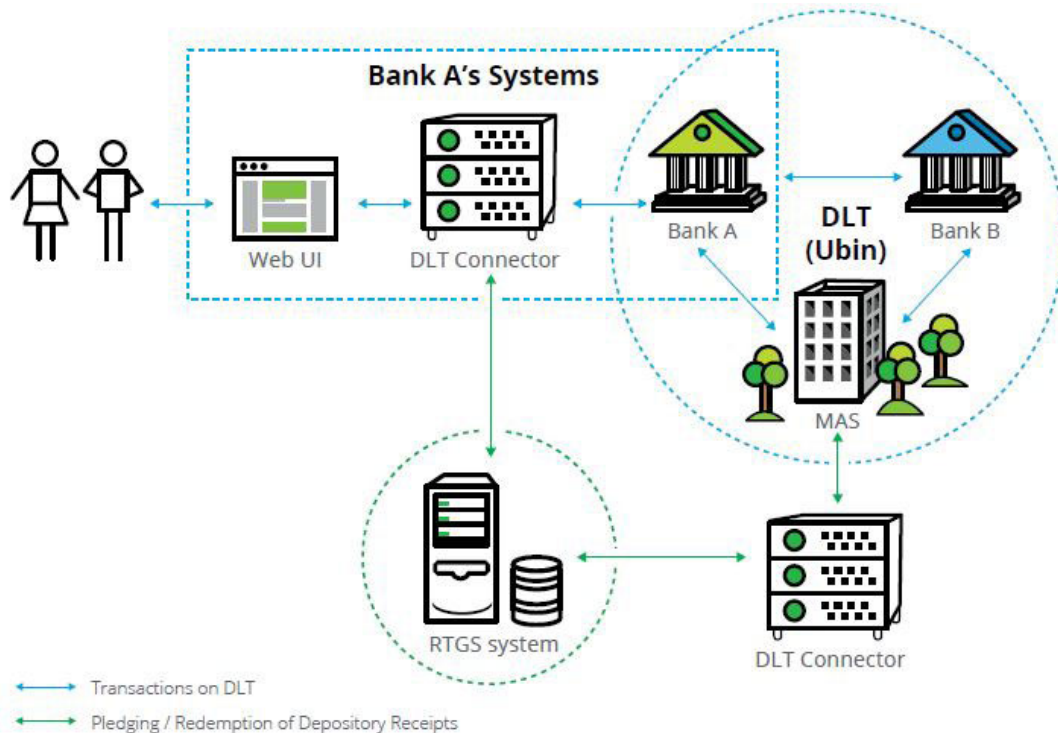 Bank A's Systems
Web UI
DLT Connector
Bank A
DLT
(Ubin)
Bank B
MAS
RTGS system
DLT Connector
Transactions on DLT
Pledging / Redemption of Depository Receipts